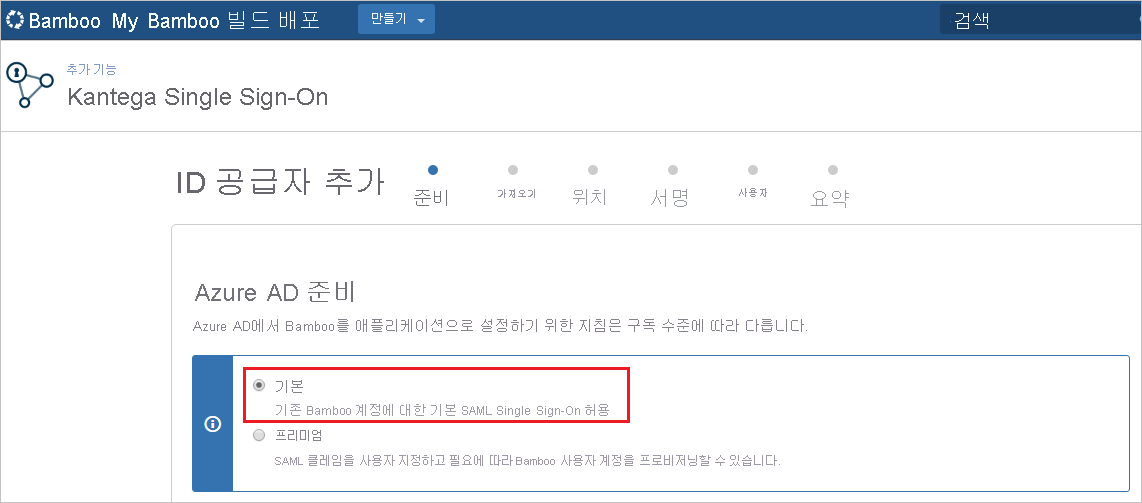 Bamboo My Bamboo 빌드 배포 만들기 검색
추가 기능
Kantega Single Sign-On
ID 공급자 추가
준비 가져오기 위치 서명 사용자 요약
Azure AD 준비
Azure AD에서 Bamboo를 애플리케이션으로 설정하기 위한 지침은 구독 수준에 따라 다릅니다.
기본
기존 Bamboo 계정에 대한 기본 SAML Single Sign-On 허용
프리미엄
SAML 클레임을 사용자 지정하고 필요에 따라 Bamboo 사용자 계정을 프로비저닝할 수 있습니다.